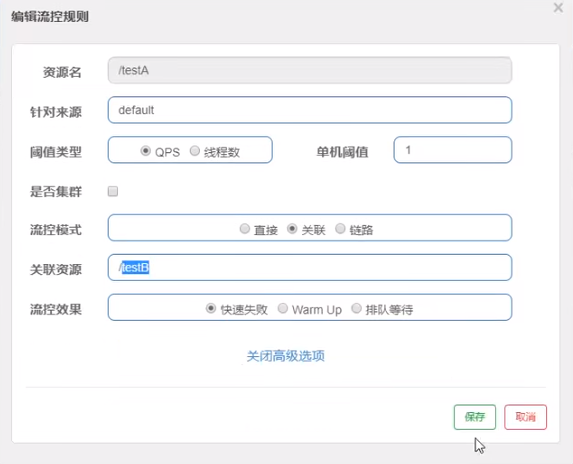 编辑流控规则
资源名 /testA
针对来源 default
阈值类型 QPS 线程数 单机阈值 1
是否集群
流控模式 直接 关联 链路
关联资源 /testB
流控效果 快速失败 Warm Up 排队等待
关闭高级选项
保存 取消